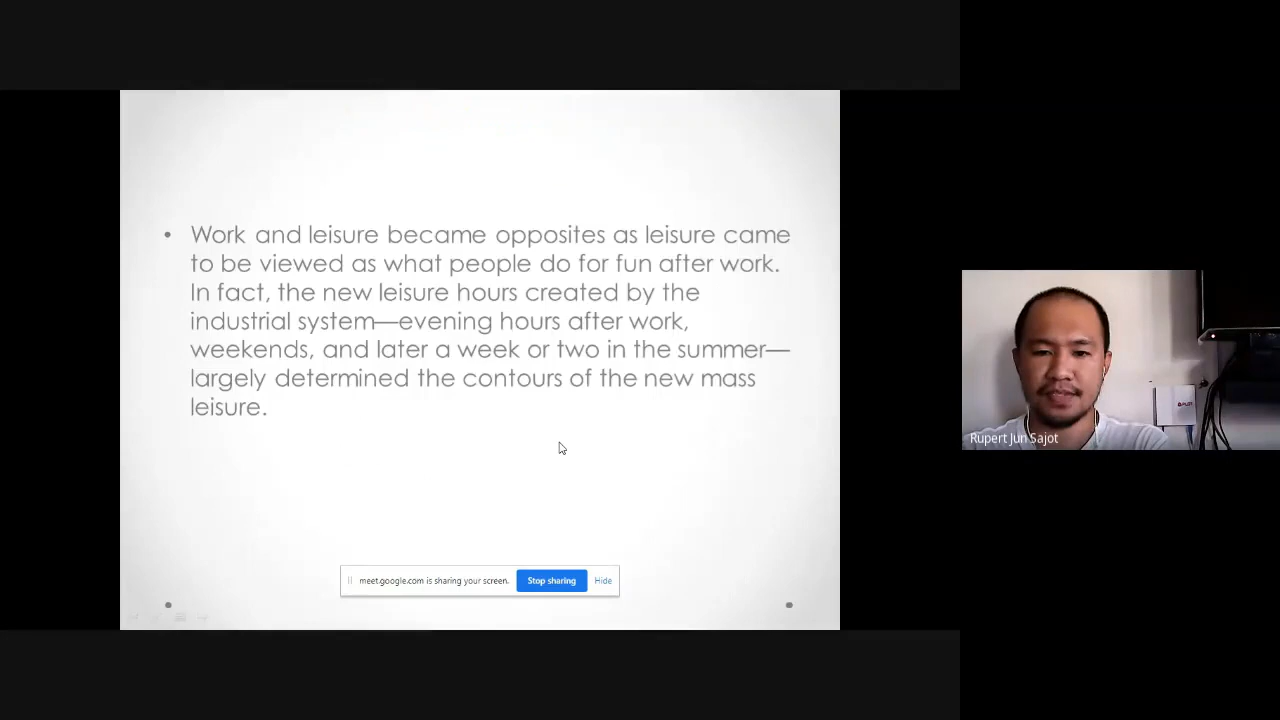 • Work and leisure became opposites as leisure came
to be viewed as what people do for fun after work.
In fact, the new leisure hours created by the
industrial system—evening hours after work,
weekends, and later a week or two in the summer—
largely determined the contours of the new mass
leisure.
Rupert Jun Sajot
meet.google.com is sharing your screen. Stop sharing Hide